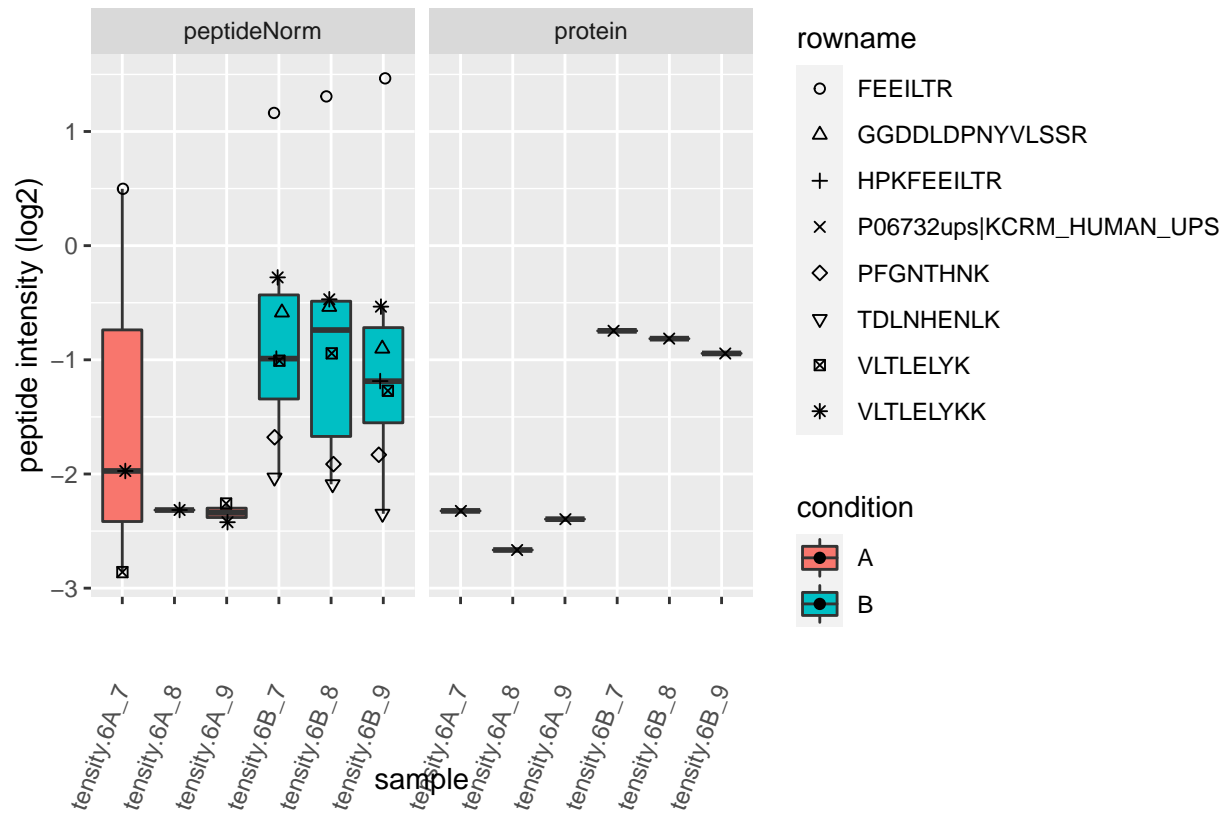 peptideNorm
protein
peptide intensity (log2)
1
0
−1
−2
−3
tensity.6A_7
tensity.6A_8
tensity.6A_9
tensity.6B_7
tensity.6B_8
tensity.6B_9
tensity.6A_7
tensity.6A_8
tensity.6A_9
tensity.6B_7
tensity.6B_8
tensity.6B_9
sample
rowname
FEEILTR
GGDDLDPNYVLSSR
HPKFEEILTR
P06732ups|KCRM_HUMAN_UPS
PFGNTHNK
TDLNHENLK
VLTLELYK
VLTLELYKK
condition
A
B